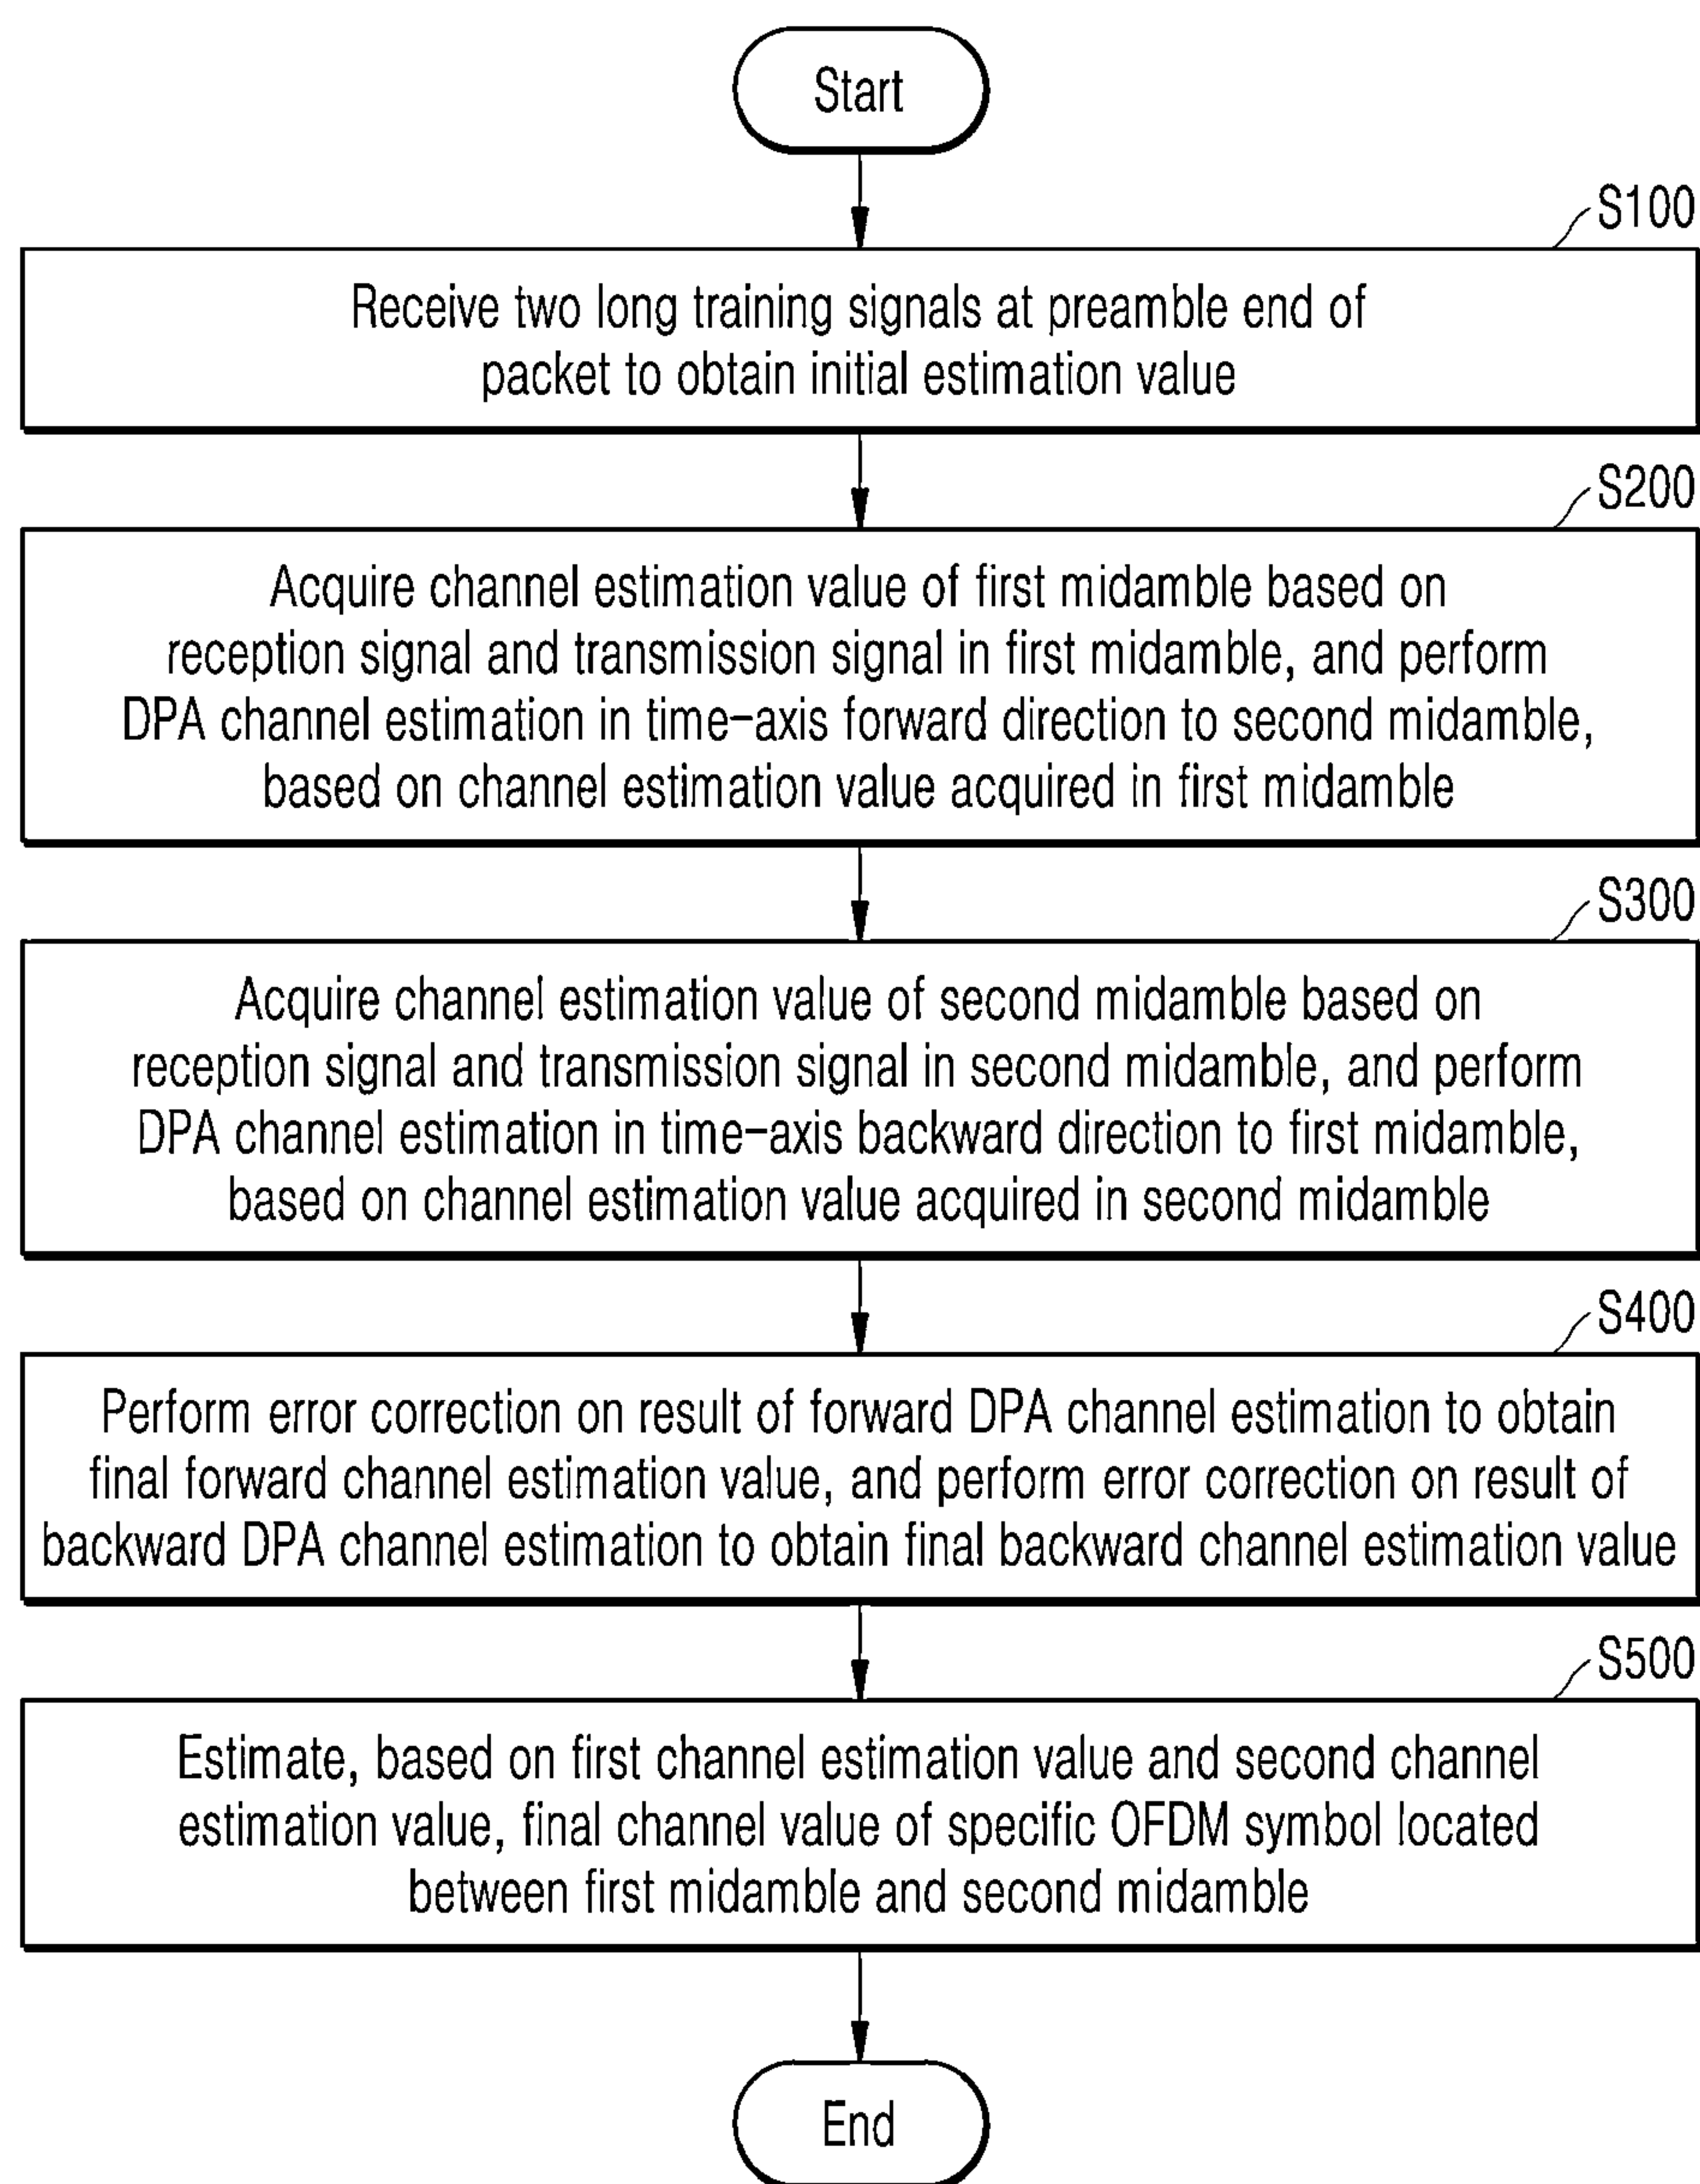 Start
S100
Receive two long training signals at preamble end of
packet to obtain initial estimation value
S200
Acquire channel estimation value of first midamble based on
reception signal and transmission signal in first midamble, and perform
DPA channel estimation in time-axis forward direction to second midamble,
based on channel estimation value acquired in first midamble
S300
Acquire channel estimation value of second midamble based on
reception signal and transmission signal in second midamble, and perform
DPA channel estimation in time-axis backward direction to first midamble,
based on channel estimation value acquired in second midamble
S400
Perform error correction on result of forward DPA channel estimation to obtain
final forward channel estimation value, and perform error correction on result of
backward DPA channel estimation to obtain final backward channel estimation value
S500
Estimate, based on first channel estimation value and second channel
estimation value, final channel value of specific OFDM symbol located
between first midamble and second midamble
End